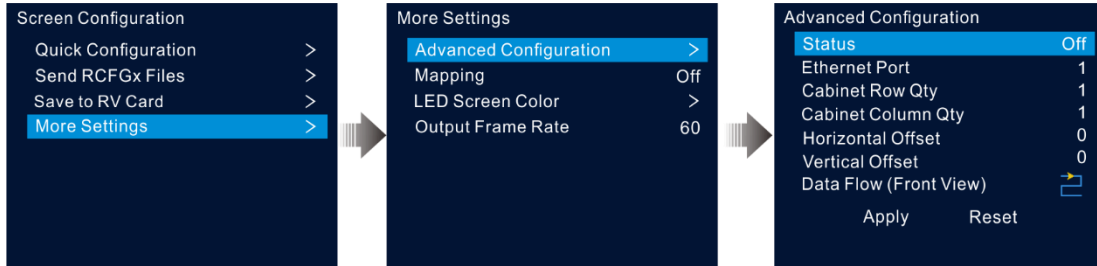 Screen Configuration
Quick Configuration >
Send RCFGx Files >
Save to RV Card >
More Settings >
More Settings
Advanced Configuration >
Mapping Off
LED Screen Color >
Output Frame Rate 60
Advanced Configuration
Status Off
Ethernet Port 1
Cabinet Row Qty 1
Cabinet Column Qty 1
Horizontal Offset 0
Vertical Offset 0
Data Flow (Front View)
Apply Reset